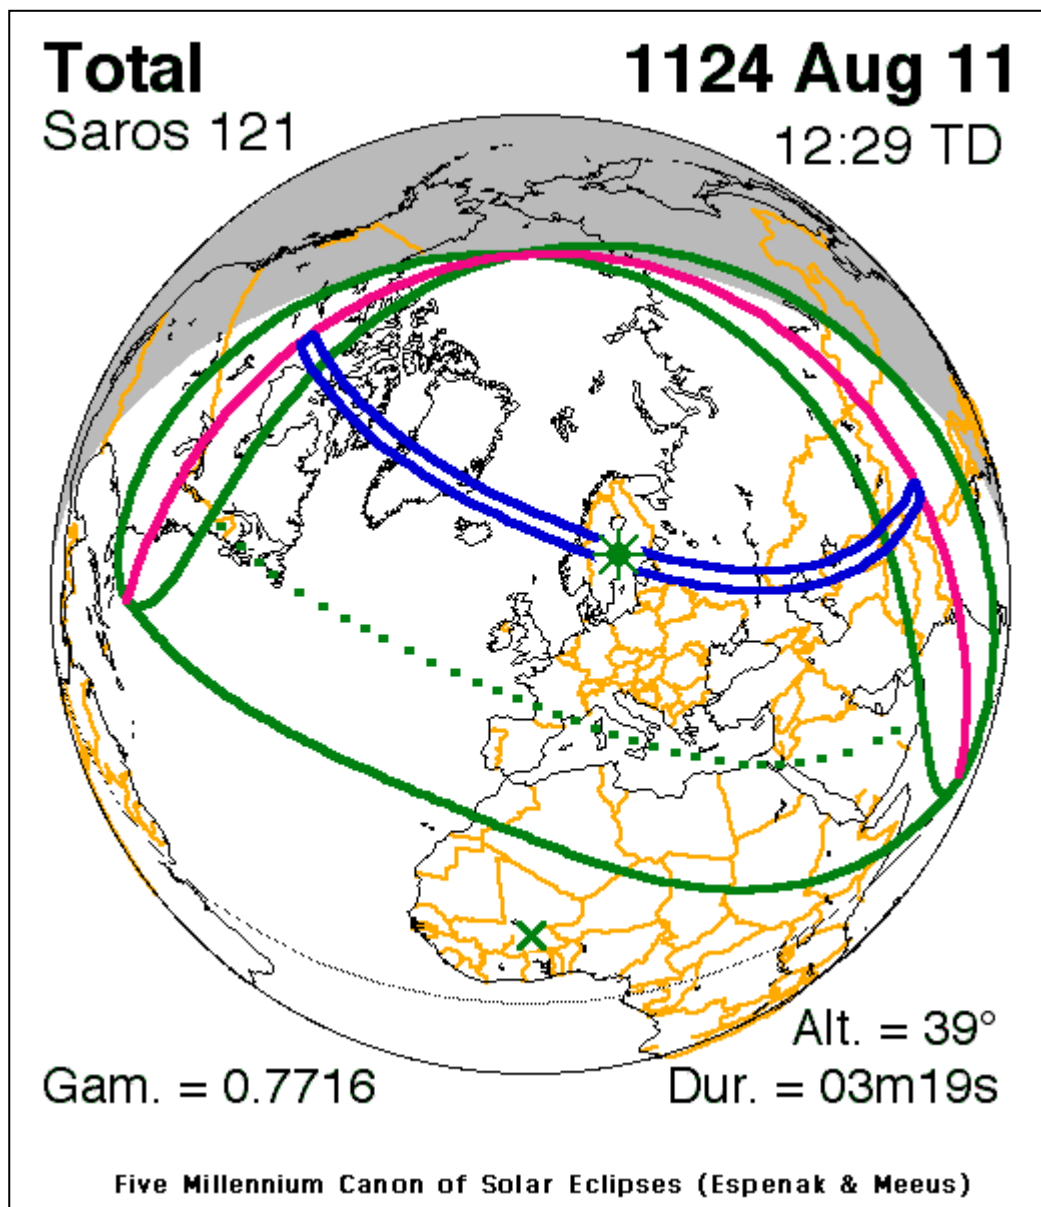 Total 1124 Aug 11
Saros 121 12:29 TD
Alt. = 39°
Gam. = 0.7716 Dur. = 03m19s
Five Millennium Canon of Solar Eclipses (Espenak & Meeus)